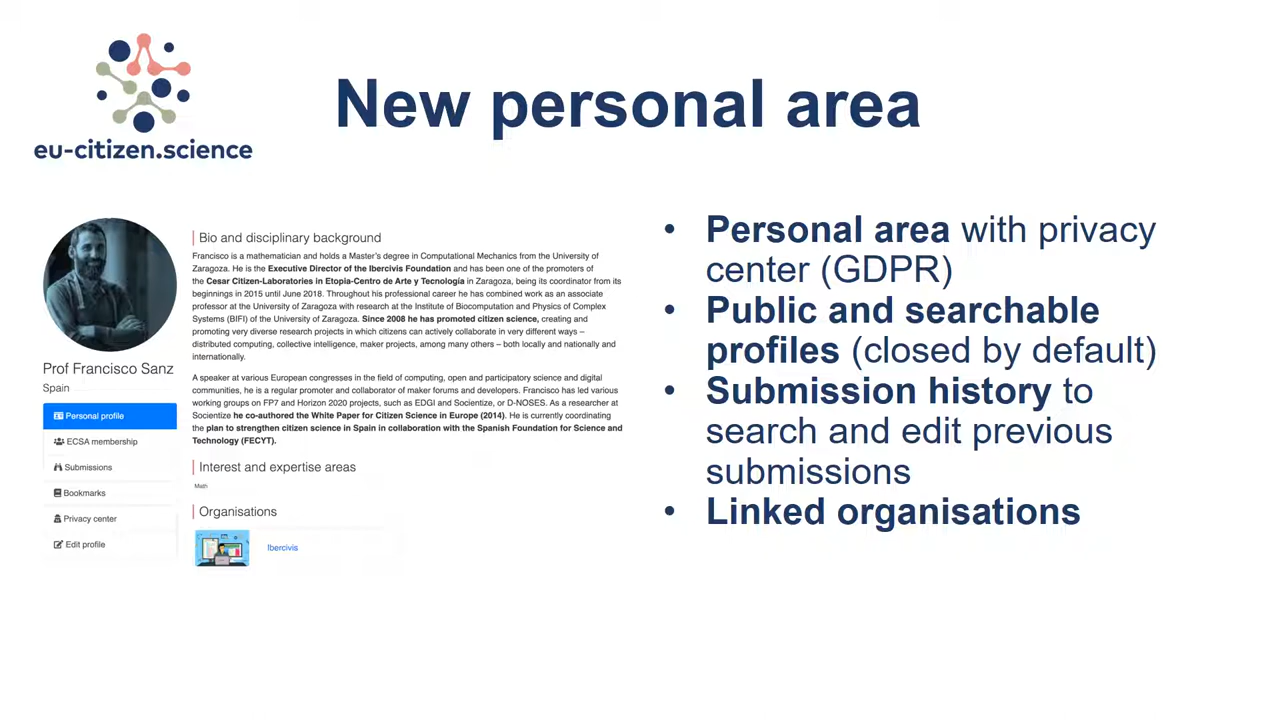 eu-citizen.science
New personal area
Prof Francisco Sanz
Spain
Personal profile
ECSA membership
Submissions
Bookmarks
Privacy center
Edit profile
Bio and disciplinary background
Francisco is a mathematician and holds a Master's degree in Computational Mechanics from the University of
Zaragoza. He is the Executive Director of the Ibercivis Foundation and has been one of the promoters of
the Cesar Citizen-Laboratories in Etopia-Centro de Arte y Tecnología in Zaragoza, being its coordinator from its
beginnings in 2015 until June 2018. Throughout his professional career he has combined work as an associate
professor at the University of Zaragoza with research at the Institute of Biocomputation and Physics of Complex
Systems (BIFI) of the University of Zaragoza. Since 2008 he has promoted citizen science, creating and
promoting very diverse research projects in which citizens can actively collaborate in very different ways –
distributed computing, collective intelligence, maker projects, among many others – both locally and nationally and
internationally.
A speaker at various European congresses in the field of computing, open and participatory science and digital
communities, he is a regular promoter and collaborator of maker forums and developers. Francisco has led various
working groups on FP7 and Horizon 2020 projects, such as EDGI and Socientize, or D-NOSES. As a researcher at
Socientize he co-authored the White Paper for Citizen Science in Europe (2014). He is currently coordinating
the plan to strengthen citizen science in Spain in collaboration with the Spanish Foundation for Science and
Technology (FECYT).
Interest and expertise areas
Math
Organisations
Ibercivis
• Personal area with privacy
center (GDPR)
• Public and searchable
profiles (closed by default)
• Submission history to
search and edit previous
submissions
• Linked organisations